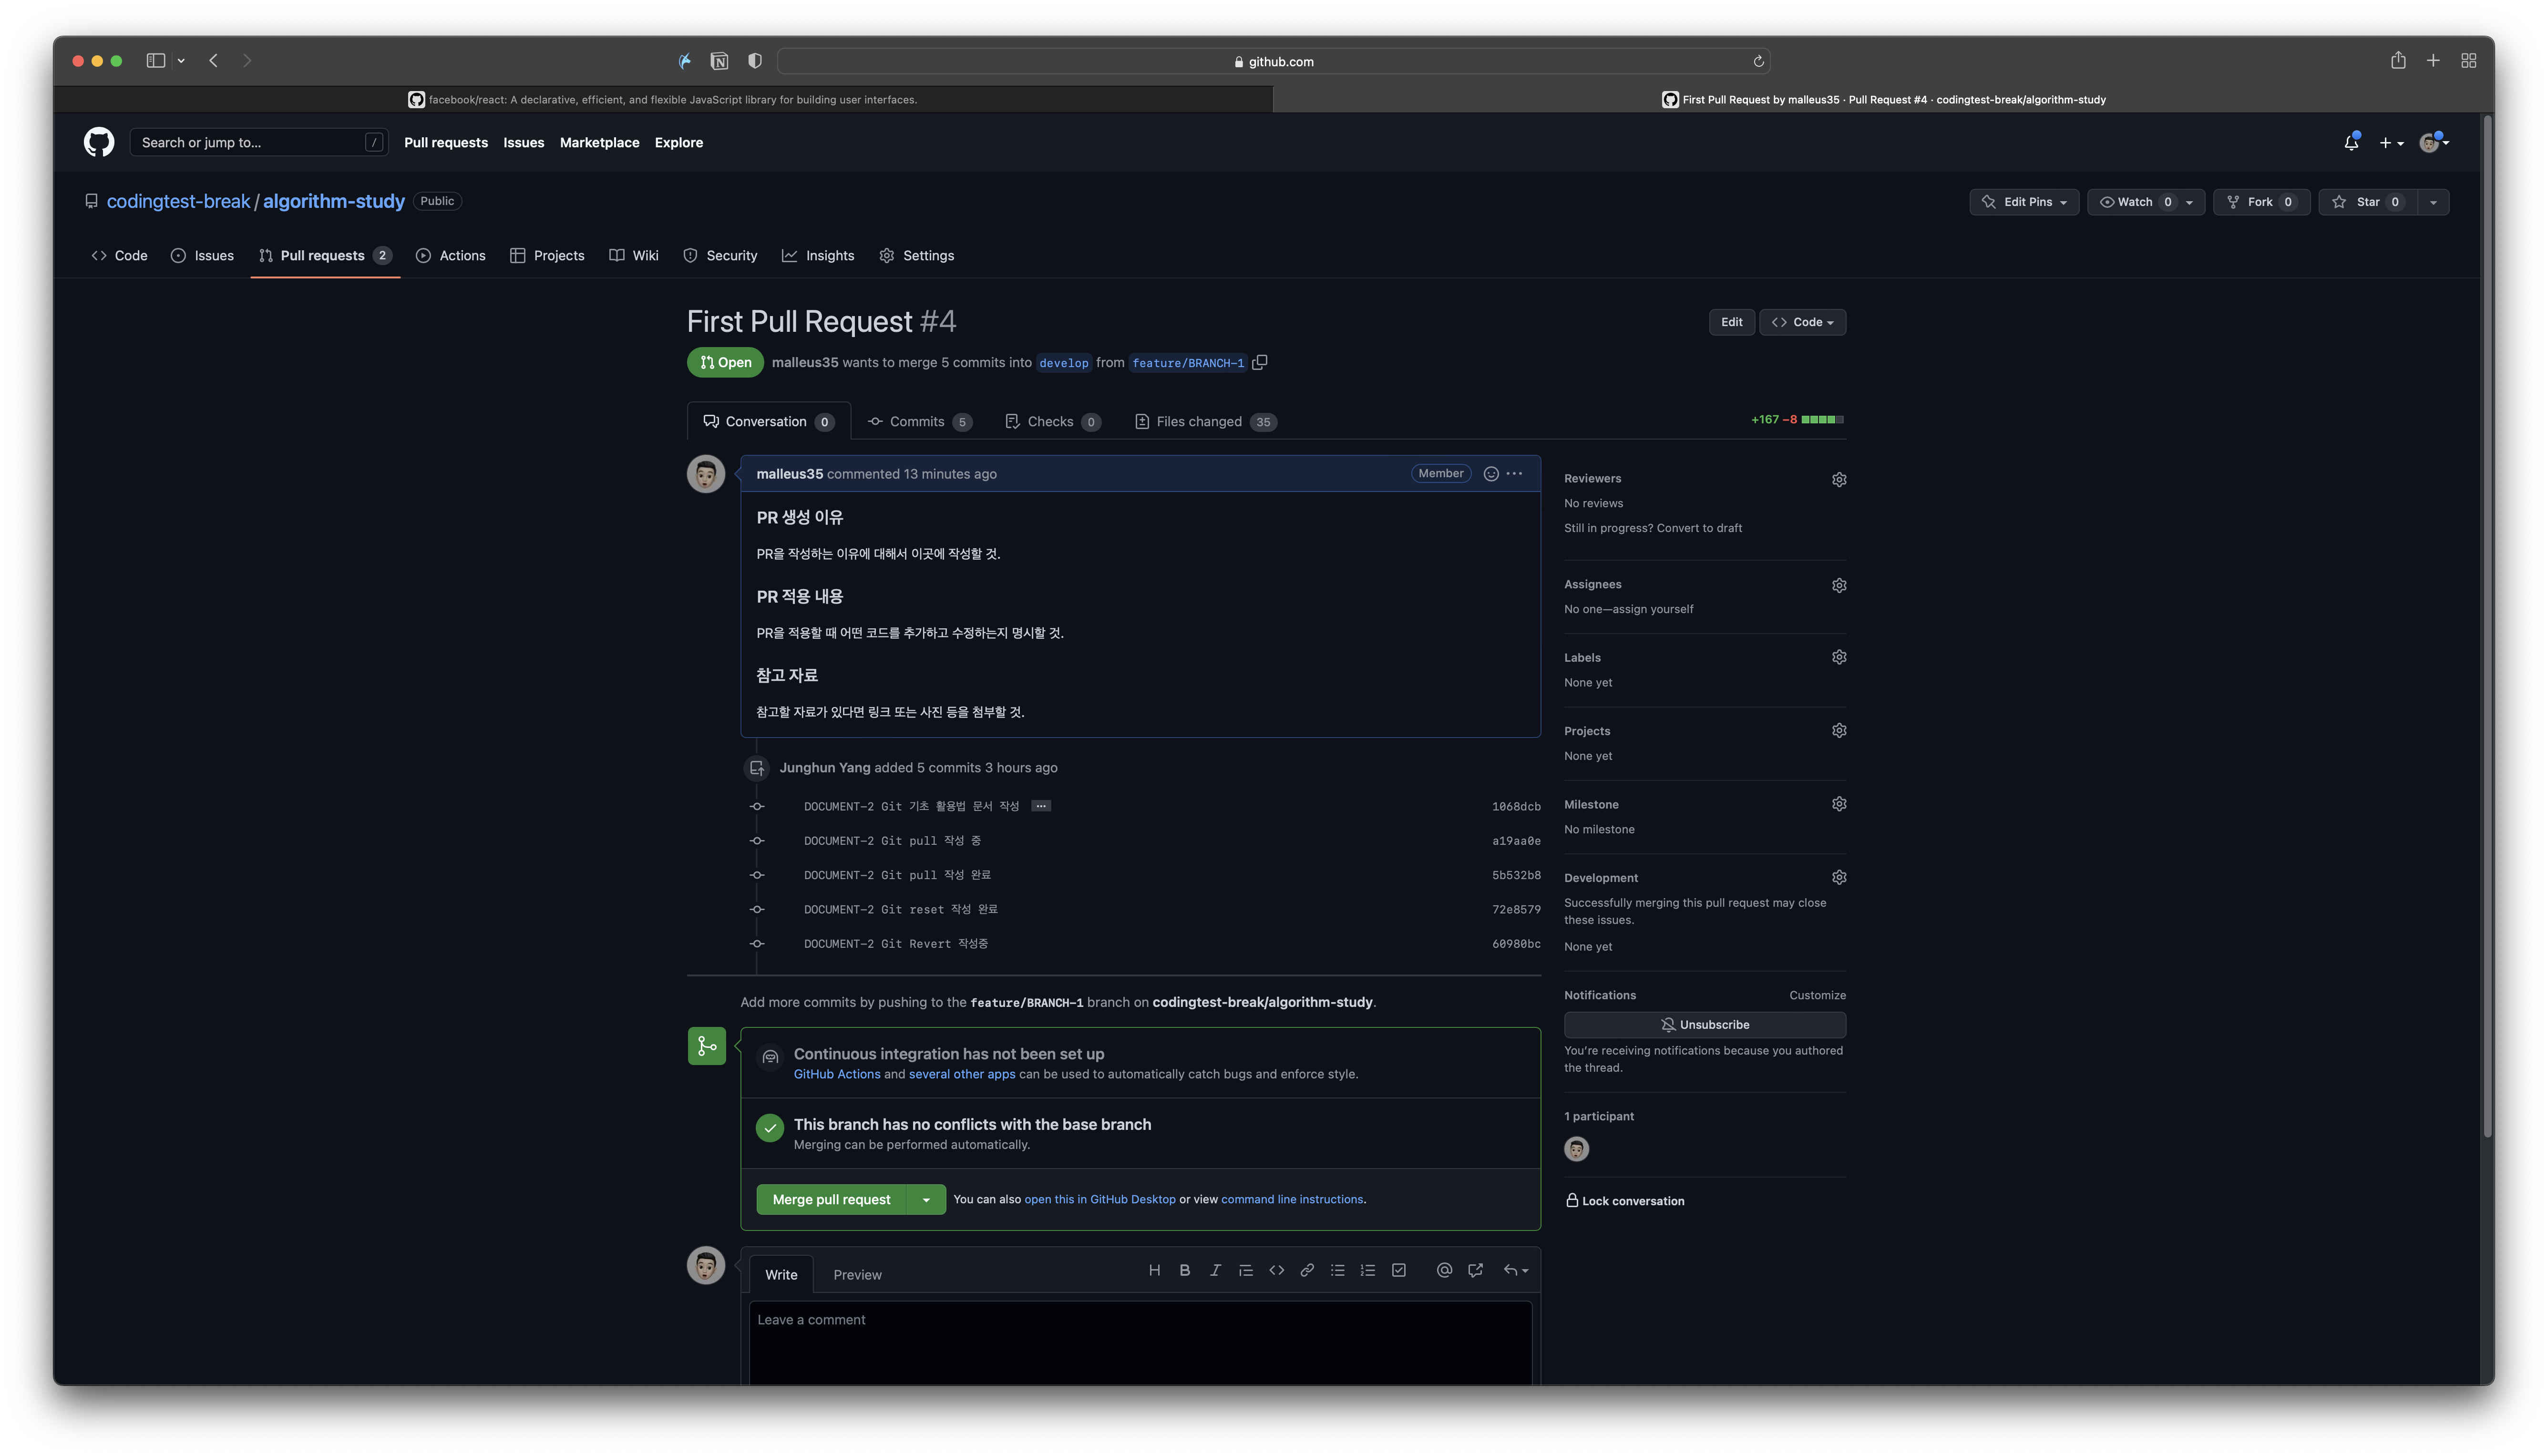 github.com
facebook/react: A declarative, efficient, and flexible JavaScript library for building user interfaces.
First Pull Request by malleus35 · Pull Request #4 · codingtest-break/algorithm-study
Search or jump to... /
Pull requests Issues Marketplace Explore
codingtest-break / algorithm-study Public
Edit Pins Watch 0 Fork 0 Star 0
Code Issues Pull requests 2 Actions Projects Wiki Security Insights Settings
First Pull Request #4
Edit Code
Open malleus35 wants to merge 5 commits into develop from feature/BRANCH-1
Conversation 0 Commits 5 Checks 0 Files changed 35
+167 −8
malleus35 commented 13 minutes ago Member
PR 생성 이유
PR을 작성하는 이유에 대해서 이곳에 작성할 것.
PR 적용 내용
PR을 적용할 때 어떤 코드를 추가하고 수정하는지 명시할 것.
참고 자료
참고할 자료가 있다면 링크 또는 사진 등을 첨부할 것.
Junghun Yang added 5 commits 3 hours ago
DOCUMENT-2 Git 기초 활용법 문서 작성 … 1068dcb
DOCUMENT-2 Git pull 작성 중 a19aa0e
DOCUMENT-2 Git pull 작성 완료 5b532b8
DOCUMENT-2 Git reset 작성 완료 72e8579
DOCUMENT-2 Git Revert 작성중 60980bc
Add more commits by pushing to the feature/BRANCH-1 branch on codingtest-break/algorithm-study.
Continuous integration has not been set up
GitHub Actions and several other apps can be used to automatically catch bugs and enforce style.
This branch has no conflicts with the base branch
Merging can be performed automatically.
Merge pull request You can also open this in GitHub Desktop or view command line instructions.
Write Preview
Leave a comment
Reviewers
No reviews
Still in progress? Convert to draft
Assignees
No one—assign yourself
Labels
None yet
Projects
None yet
Milestone
No milestone
Development
Successfully merging this pull request may close
these issues.
None yet
Notifications Customize
Unsubscribe
You're receiving notifications because you authored
the thread.
1 participant
Lock conversation